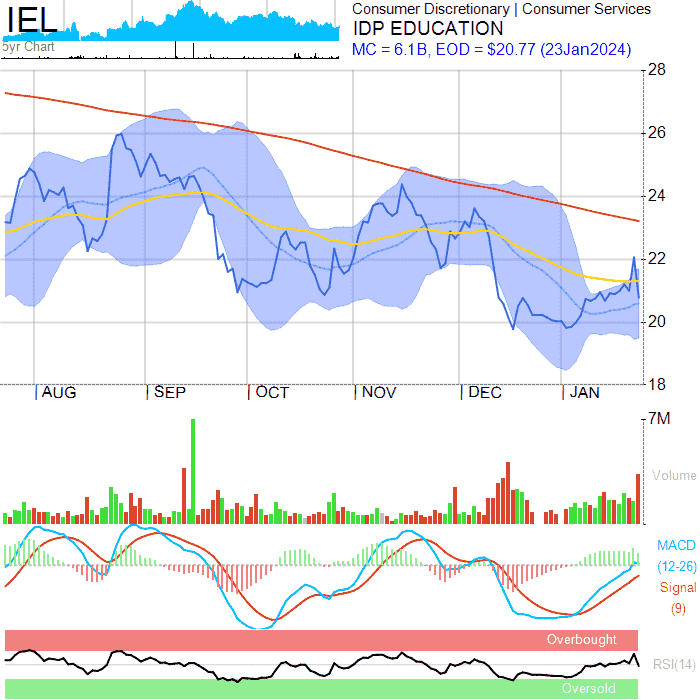 IEL
5yr Chart
Consumer Discretionary | Consumer Services
IDP EDUCATION
MC = 6.1B, EOD = $20.77 (23Jan2024)
28
26
24
22
20
18
AUG SEP OCT NOV DEC JAN
7M
Volume
MACD
(12-26)
Signal
(9)
Overbought
RSI(14)
Oversold